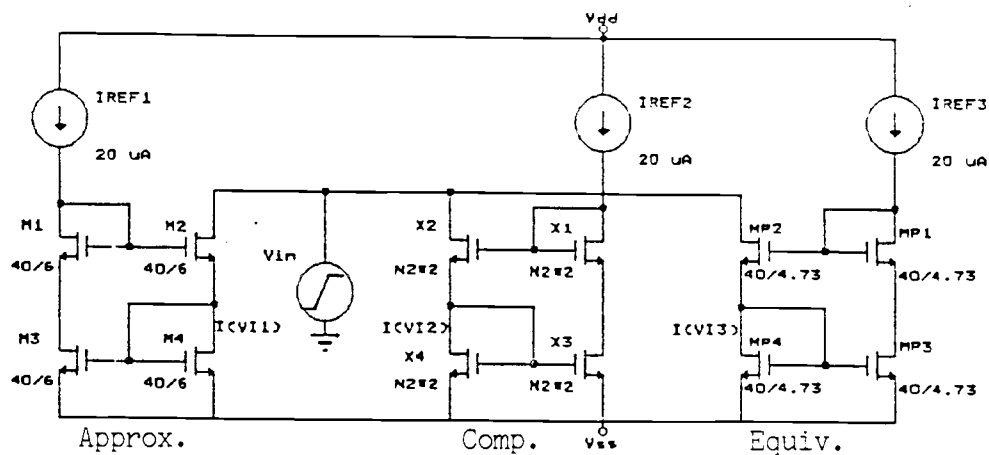 Vdd
IREF1
IREF2
IREF3
20 uA
20 uA
20 uA
M1
M2
X2
X1
MP2
MP1
Vin
40/6
40/6
N2#2
N2#2
40/4.73
40/4.73
I(VI1)
I(VI2)
I(VI3)
M3
M4
X4
X3
MP4
MP3
40/6
40/6
N2#2
N2#2
40/4.73
40/4.73
Approx.
Comp.
Vss
Equiv.